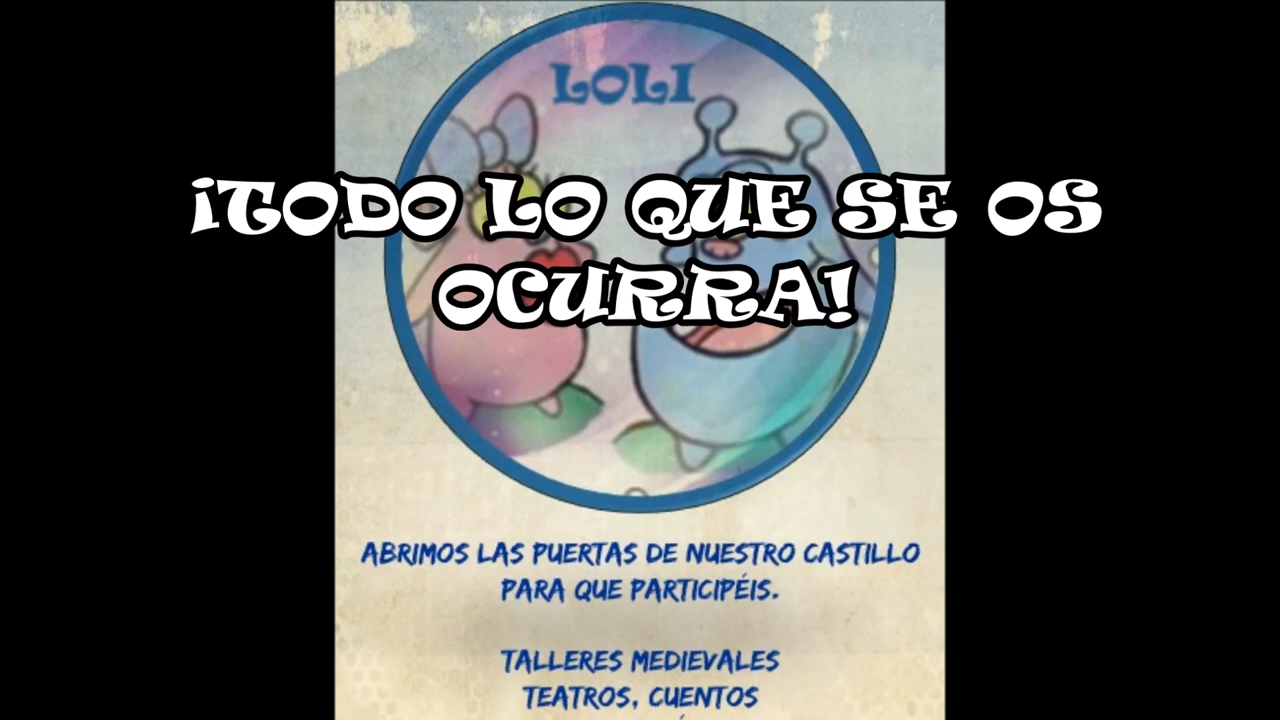 LOLI
¡TODO LO QUE SE OS
OCURRA!
ABRIMOS LAS PUERTAS DE NUESTRO CASTILLO
PARA QUE PARTICIPÉIS.
TALLERES MEDIEVALES
TEATROS, CUENTOS